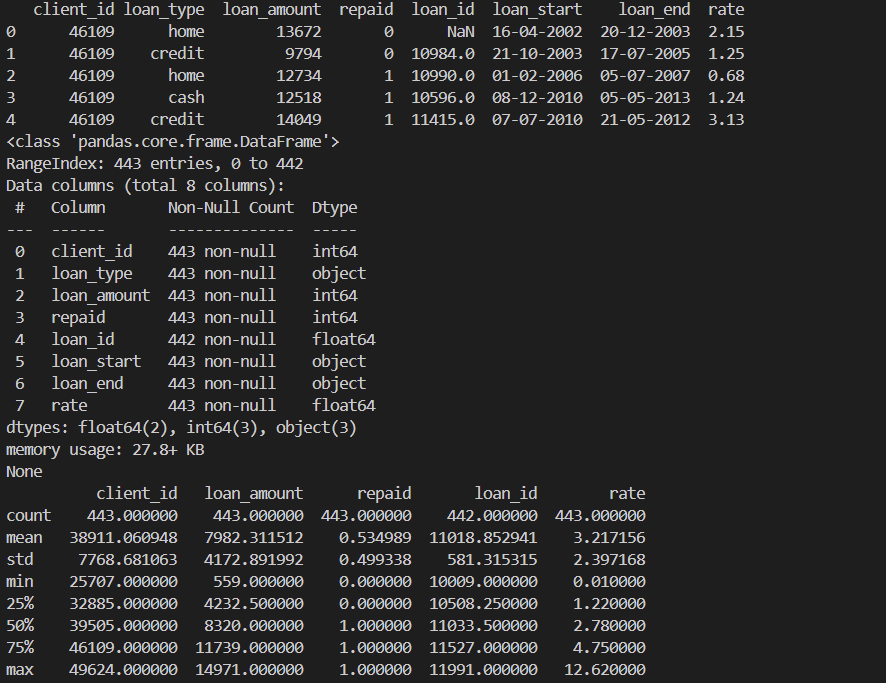 client_id loan_type  loan_amount  repaid  loan_id  loan_start    loan_end  rate
0      46109      home        13672       0      NaN  16-04-2002  20-12-2003  2.15
1      46109    credit         9794       0  10984.0  21-10-2003  17-07-2005  1.25
2      46109      home        12734       1  10990.0  01-02-2006  05-07-2007  0.68
3      46109      cash        12518       1  10596.0  08-12-2010  05-05-2013  1.24
4      46109    credit        14049       1  11415.0  07-07-2010  21-05-2012  3.13
<class 'pandas.core.frame.DataFrame'>
RangeIndex: 443 entries, 0 to 442
Data columns (total 8 columns):
 #   Column       Non-Null Count  Dtype
---  ------       --------------  -----
 0   client_id    443 non-null    int64
 1   loan_type    443 non-null    object
 2   loan_amount  443 non-null    int64
 3   repaid       443 non-null    int64
 4   loan_id      442 non-null    float64
 5   loan_start   443 non-null    object
 6   loan_end     443 non-null    object
 7   rate         443 non-null    float64
dtypes: float64(2), int64(3), object(3)
memory usage: 27.8+ KB
None
          client_id   loan_amount      repaid       loan_id        rate
count    443.000000    443.000000  443.000000    442.000000  443.000000
mean   38911.060948   7982.311512    0.534989  11018.852941    3.217156
std     7768.681063   4172.891992    0.499338    581.315315    2.397168
min    25707.000000    559.000000    0.000000  10009.000000    0.010000
25%    32885.000000   4232.500000    0.000000  10508.250000    1.220000
50%    39505.000000   8320.000000    1.000000  11033.500000    2.780000
75%    46109.000000  11739.000000    1.000000  11527.000000    4.750000
max    49624.000000  14971.000000    1.000000  11991.000000   12.620000